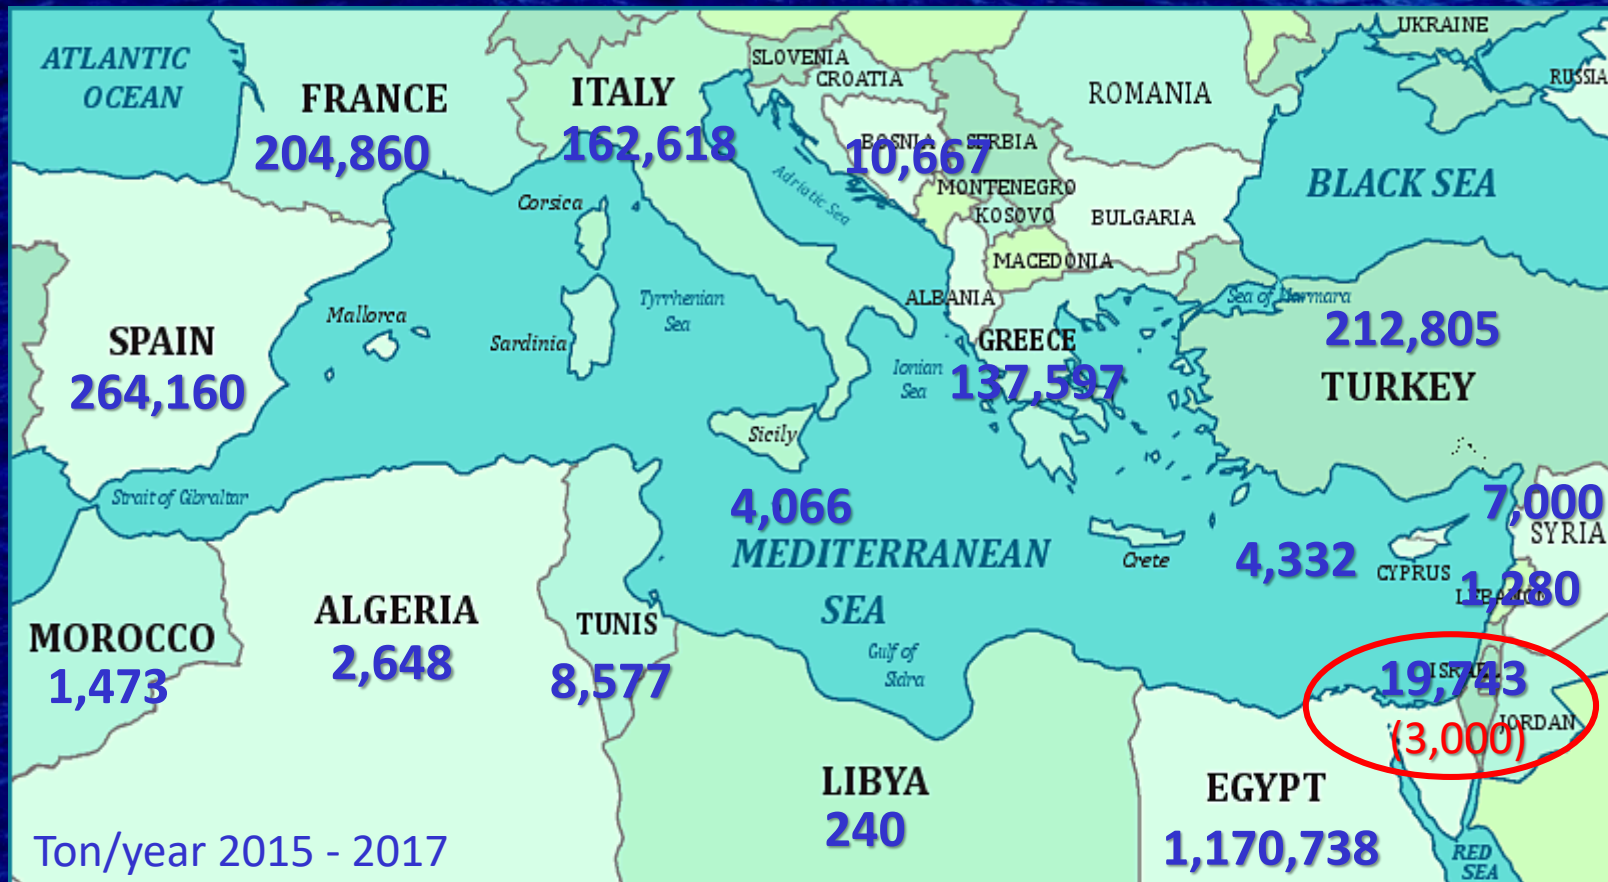 ATLANTIC
OCEAN
FRANCE
204,860
ITALY
162,618
SLOVENIA
CROATIA
BOSNIA
SERBIA
10,667
MONTENEGRO
KOSOVO
MACEDONIA
ALBANIA
ROMANIA
BULGARIA
UKRAINE
RUSSIA
BLACK SEA
Corsica
Adriatic Sea
Mallorca
Sardinia
Tyrrhenian
Sea
Sea of Marmara
SPAIN
264,160
GREECE
137,597
Ionian
Sea
212,805
TURKEY
Sicily
Strait of Gibraltar
4,066
MEDITERRANEAN
SEA
Crete
4,332
CYPRUS
7,000
SYRIA
1,280
LEBANON
MOROCCO
1,473
ALGERIA
2,648
TUNIS
8,577
Gulf of
Sidra
ISRAEL
19,743
(3,000)
JORDAN
LIBYA
240
EGYPT
1,170,738
RED
SEA
Ton/year 2015 - 2017